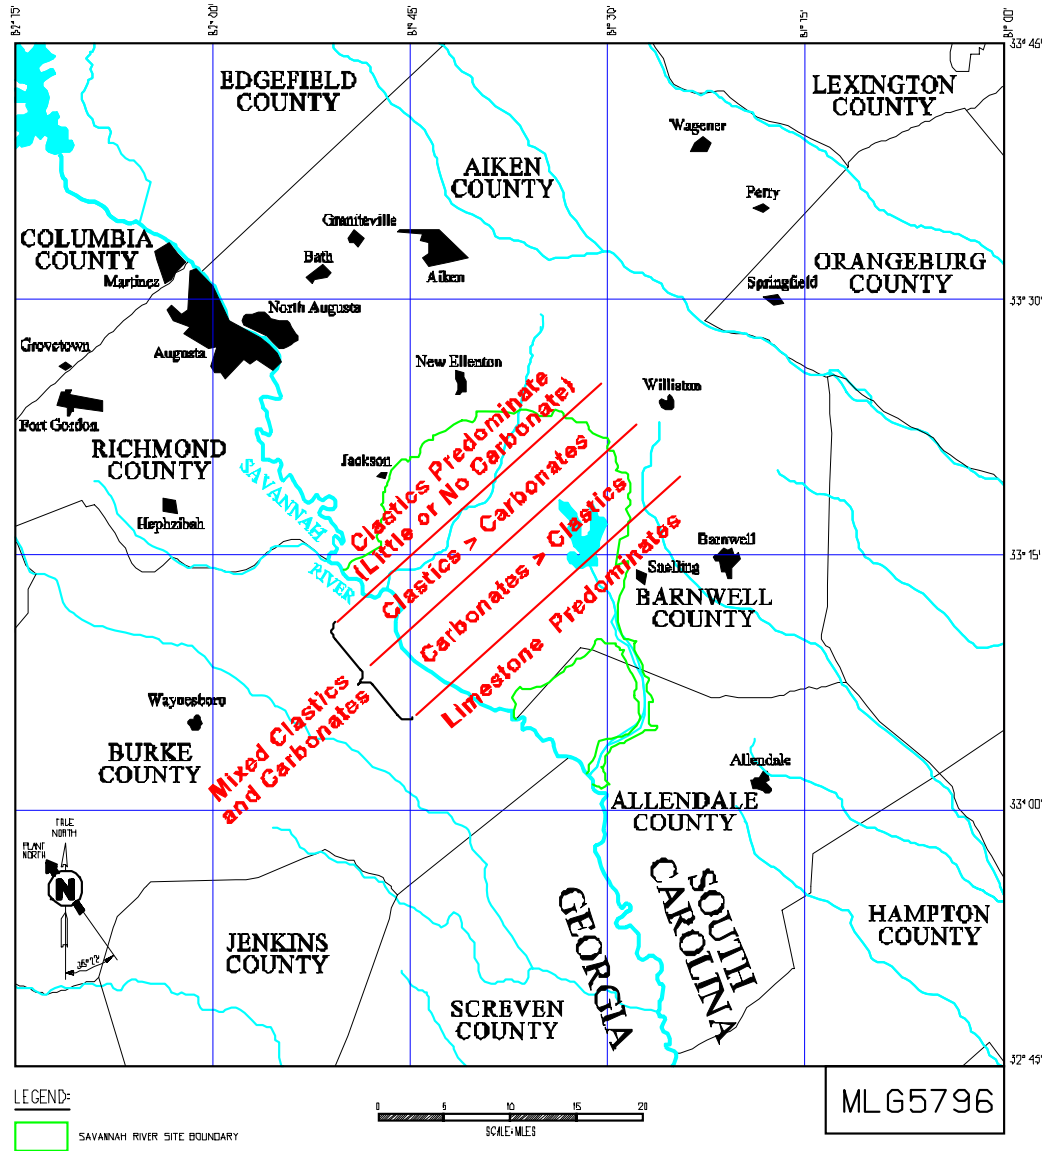 82° 15'
82° 00'
81° 45'
81° 30'
81° 15'
81° 00'
33° 45'
EDGEFIELD
COUNTY
LEXINGTON
COUNTY
Wagener
AIKEN
COUNTY
Perry
Graniteville
COLUMBIA
COUNTY
Martinez
Bath
Aiken
ORANGEBURG
COUNTY
Springfield
33° 30'
North Augusta
Grovetown
Augusta
New Ellenton
Williston
Fort Gordon
RICHMOND
COUNTY
Jackson
Hephzibah
SAVANNAH
RIVER
Clastics Predominate
(Little or No Carbonate)
Clastics > Carbonates
Carbonates > Clastics
Limestone Predominates
Mixed Clastics
and Carbonates
Barnwell
33° 15'
Snelling
BARNWELL
COUNTY
Waynesboro
BURKE
COUNTY
Allendale
ALLENDALE
COUNTY
33° 00'
TRUE
NORTH
PLANT
NORTH
N
GEORGIA
SOUTH
CAROLINA
HAMPTON
COUNTY
JENKINS
COUNTY
SCREVEN
COUNTY
32° 45'
LEGEND:
SAVANNAH RIVER SITE BOUNDARY
0 5 10 15 20
SCALE:MILES
MLG5796